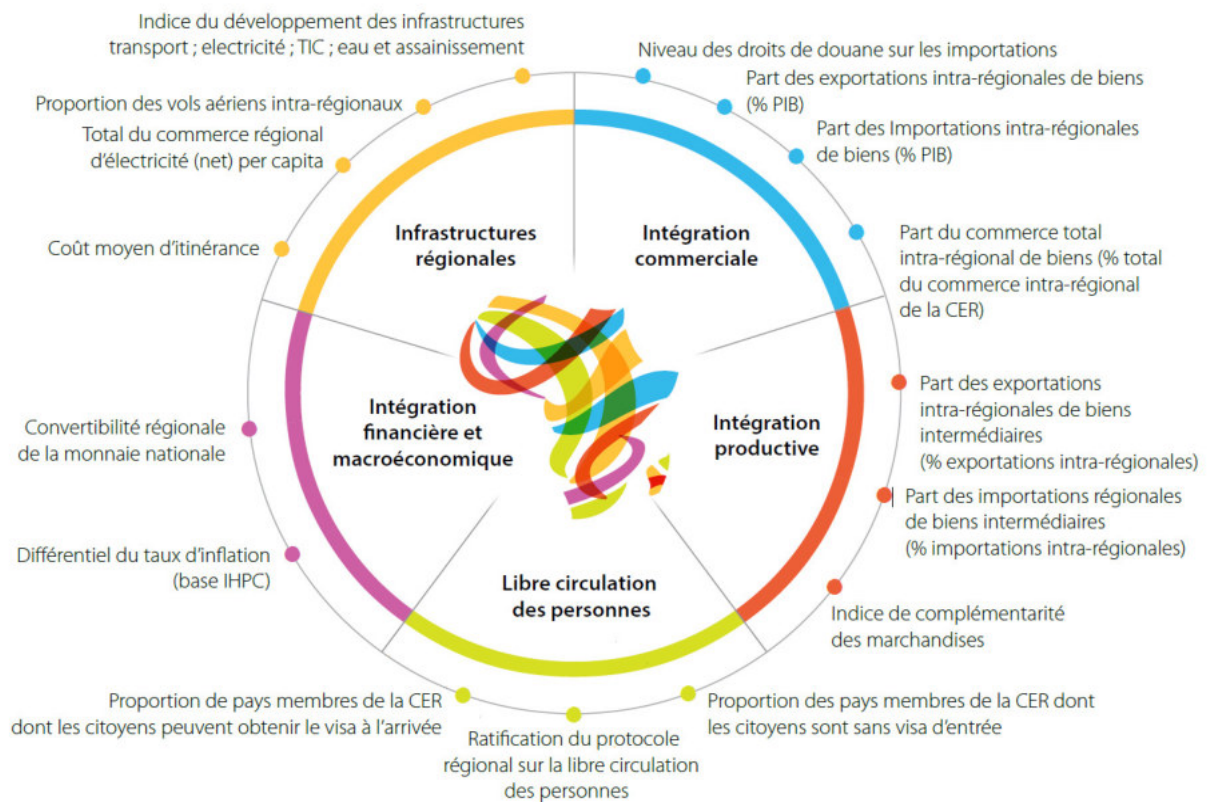 Indice du développement des infrastructures
transport ; electricité ; TIC ; eau et assainissement
Proportion des vols aériens intra-régionaux
Total du commerce régional
d'électricité (net) per capita
Coût moyen d'itinérance
Niveau des droits de douane sur les importations
Part des exportations intra-régionales de biens
(% PIB)
Part des Importations intra-régionales
de biens (% PIB)
Part du commerce total
intra-régional de biens (% total
du commerce intra-régional
de la CER)
Infrastructures
régionales
Intégration
commerciale
Intégration
financière et
macroéconomique
Intégration
productive
Libre circulation
des personnes
Part des exportations
intra-régionales de biens
intermédiaires
(% exportations intra-régionales)
Part des importations régionales
de biens intermédiaires
(% importations intra-régionales)
Indice de complémentarité
des marchandises
Convertibilité régionale
de la monnaie nationale
Différentiel du taux d'inflation
(base IHPC)
Proportion de pays membres de la CER
dont les citoyens peuvent obtenir le visa à l'arrivée
Ratification du protocole
régional sur la libre circulation
des personnes
Proportion des pays membres de la CER dont
les citoyens sont sans visa d'entrée